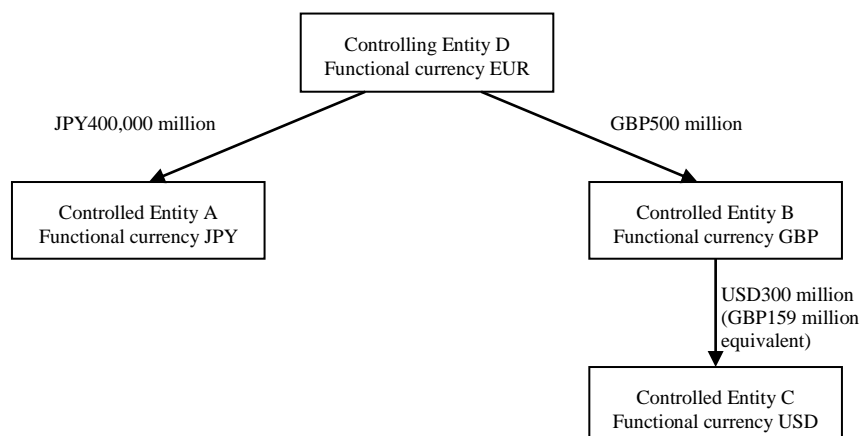 Controlling Entity D
Functional currency EUR
JPY400,000 million
GBP500 million
Controlled Entity A
Functional currency JPY
Controlled Entity B
Functional currency GBP
USD300 million
(GBP159 million
equivalent)
Controlled Entity C
Functional currency USD